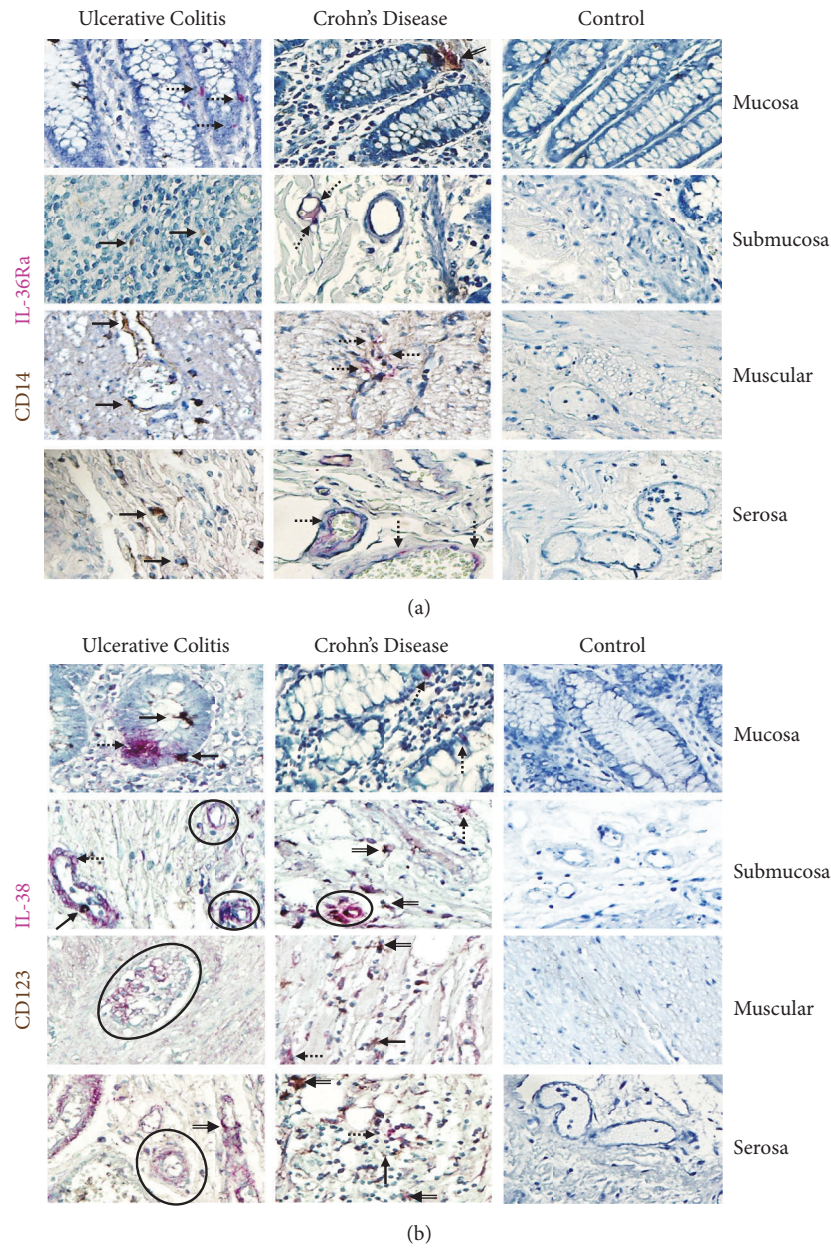 Ulcerative Colitis
Crohn's Disease
Control
Mucosa
Submucosa
Muscular
Serosa
IL-36Ra
CD14
(a)
Ulcerative Colitis
Crohn's Disease
Control
Mucosa
Submucosa
Muscular
Serosa
IL-38
CD123
(b)